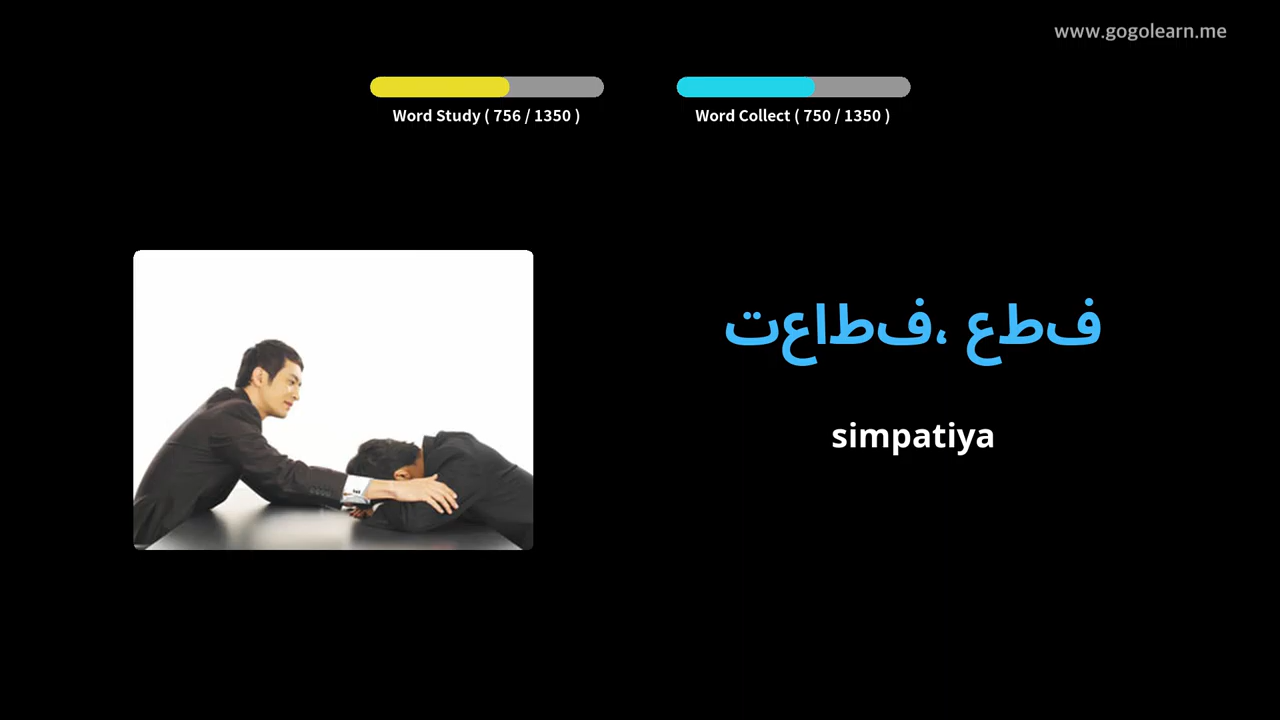 www.gogolearn.me
Word Study ( 756 / 1350 )
Word Collect ( 750 / 1350 )
تعاطف، عطف
simpatiya